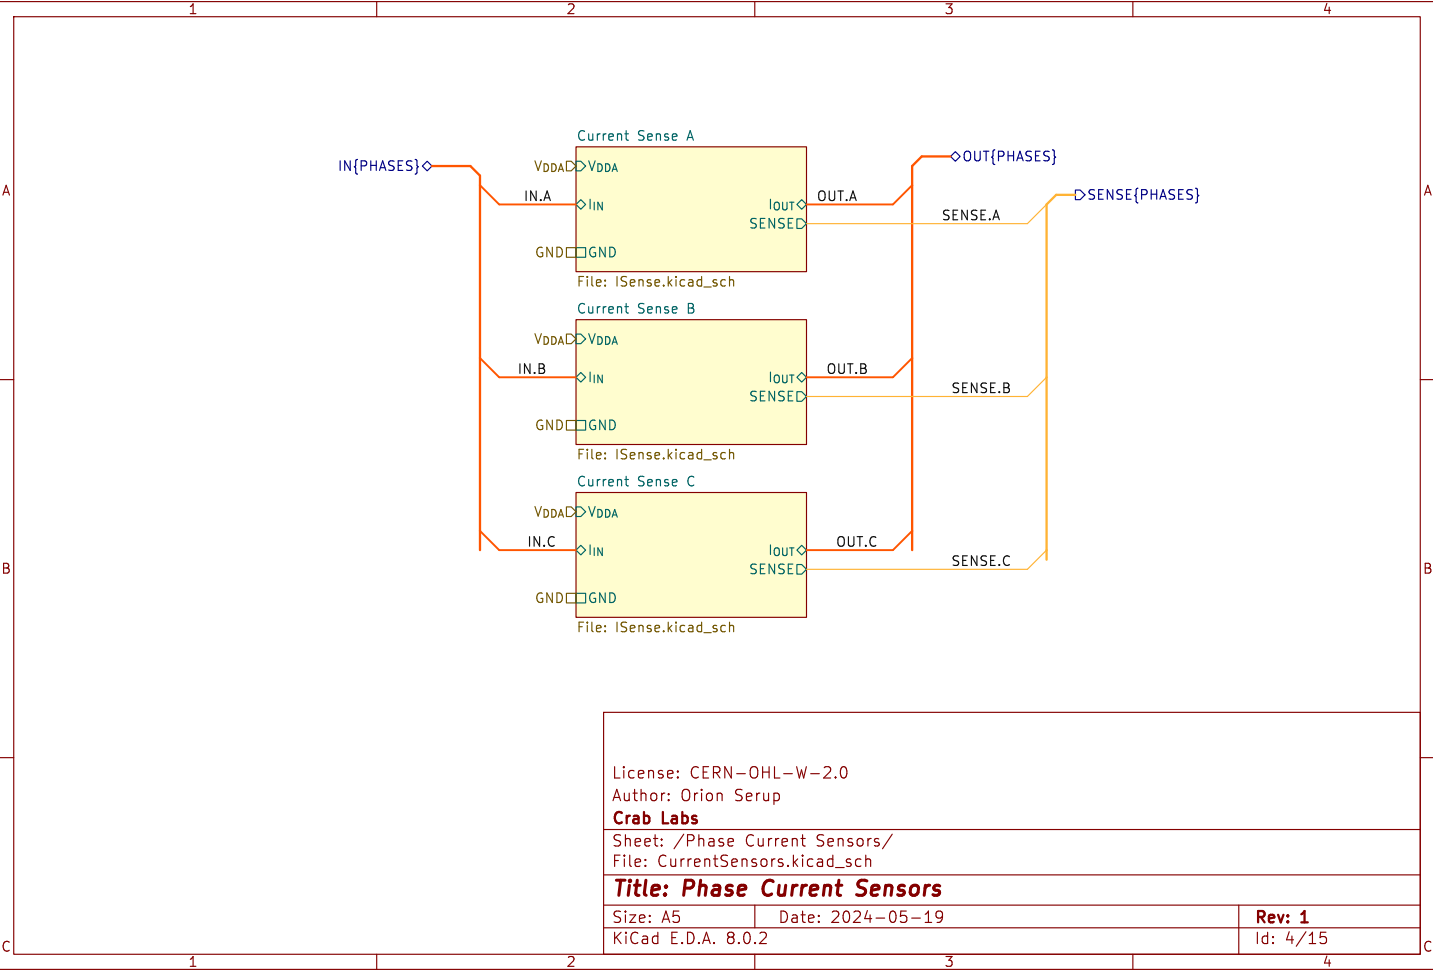 1 2 3 4
Current Sense A
IN{PHASES}
VDDA VDDA
OUT{PHASES}
A A
IN.A IIN IOUT OUT.A
SENSE{PHASES}
SENSE SENSE.A
GND GND
File: ISense.kicad_sch
Current Sense B
VDDA VDDA
IN.B IIN IOUT OUT.B
SENSE SENSE.B
GND GND
File: ISense.kicad_sch
Current Sense C
VDDA VDDA
IN.C IIN IOUT OUT.C
B SENSE SENSE.C B
GND GND
File: ISense.kicad_sch
License: CERN-OHL-W-2.0
Author: Orion Serup
Crab Labs
Sheet: /Phase Current Sensors/
File: CurrentSensors.kicad_sch
Title: Phase Current Sensors
Size: A5 Date: 2024-05-19 Rev: 1
KiCad E.D.A. 8.0.2 Id: 4/15
C C
1 2 3 4